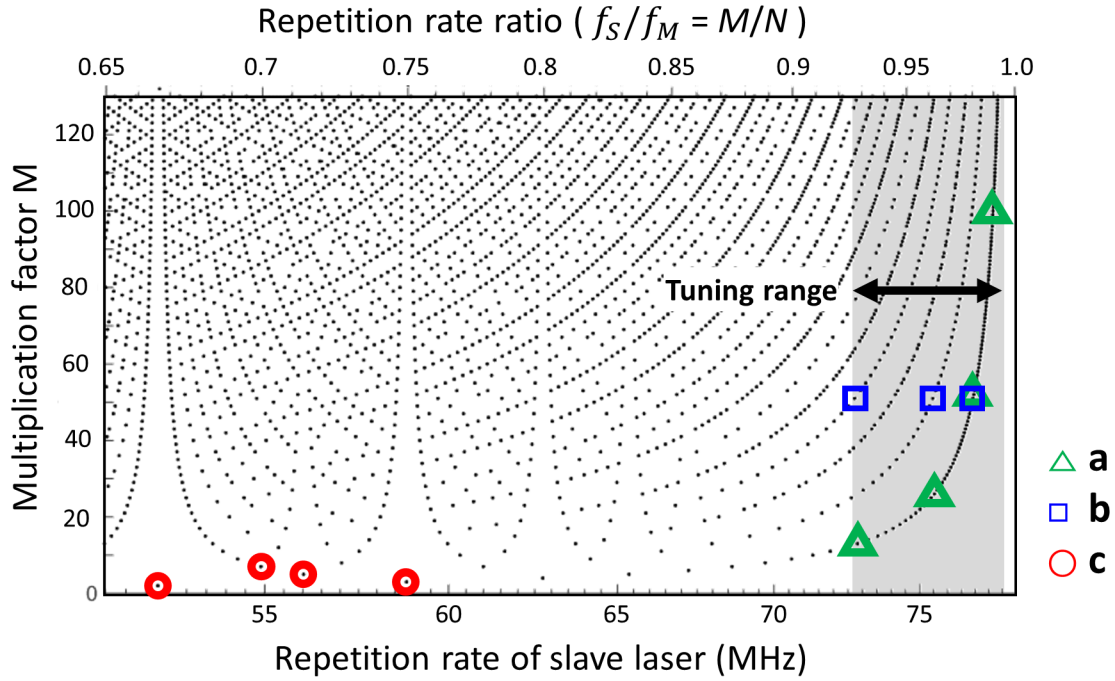 Repetition rate ratio ( f_S/f_M = M/N )
0.65 0.7 0.75 0.8 0.85 0.9 0.95 1.0
Multiplication factor M
120
100
80
60
40
20
0
Tuning range
a
b
c
55 60 65 70 75
Repetition rate of slave laser (MHz)